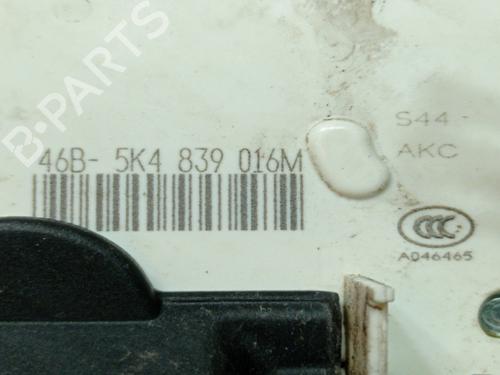 B-PARTS
46B- 5K4 839 016M
S44 -
AKC
CCC
A046465